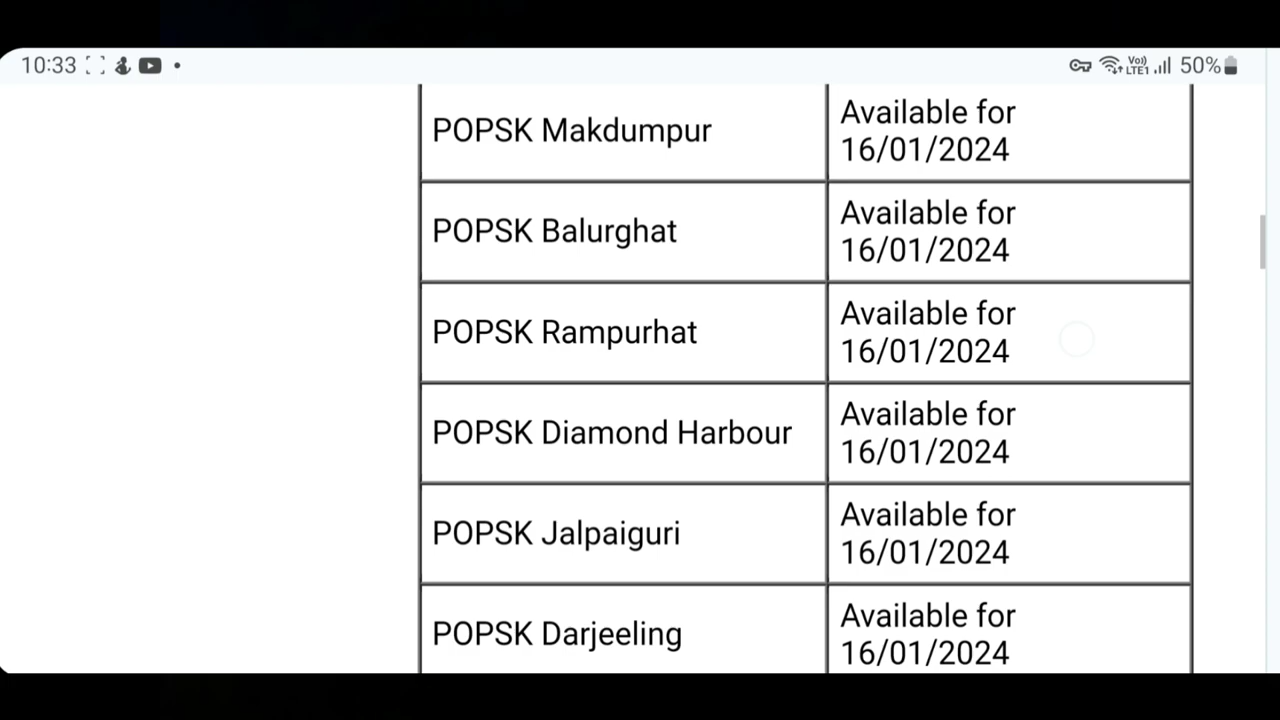 10:33
Vo)
LTE1
50%
POPSK Makdumpur
Available for
16/01/2024
POPSK Balurghat
Available for
16/01/2024
POPSK Rampurhat
Available for
16/01/2024
POPSK Diamond Harbour
Available for
16/01/2024
POPSK Jalpaiguri
Available for
16/01/2024
POPSK Darjeeling
Available for
16/01/2024